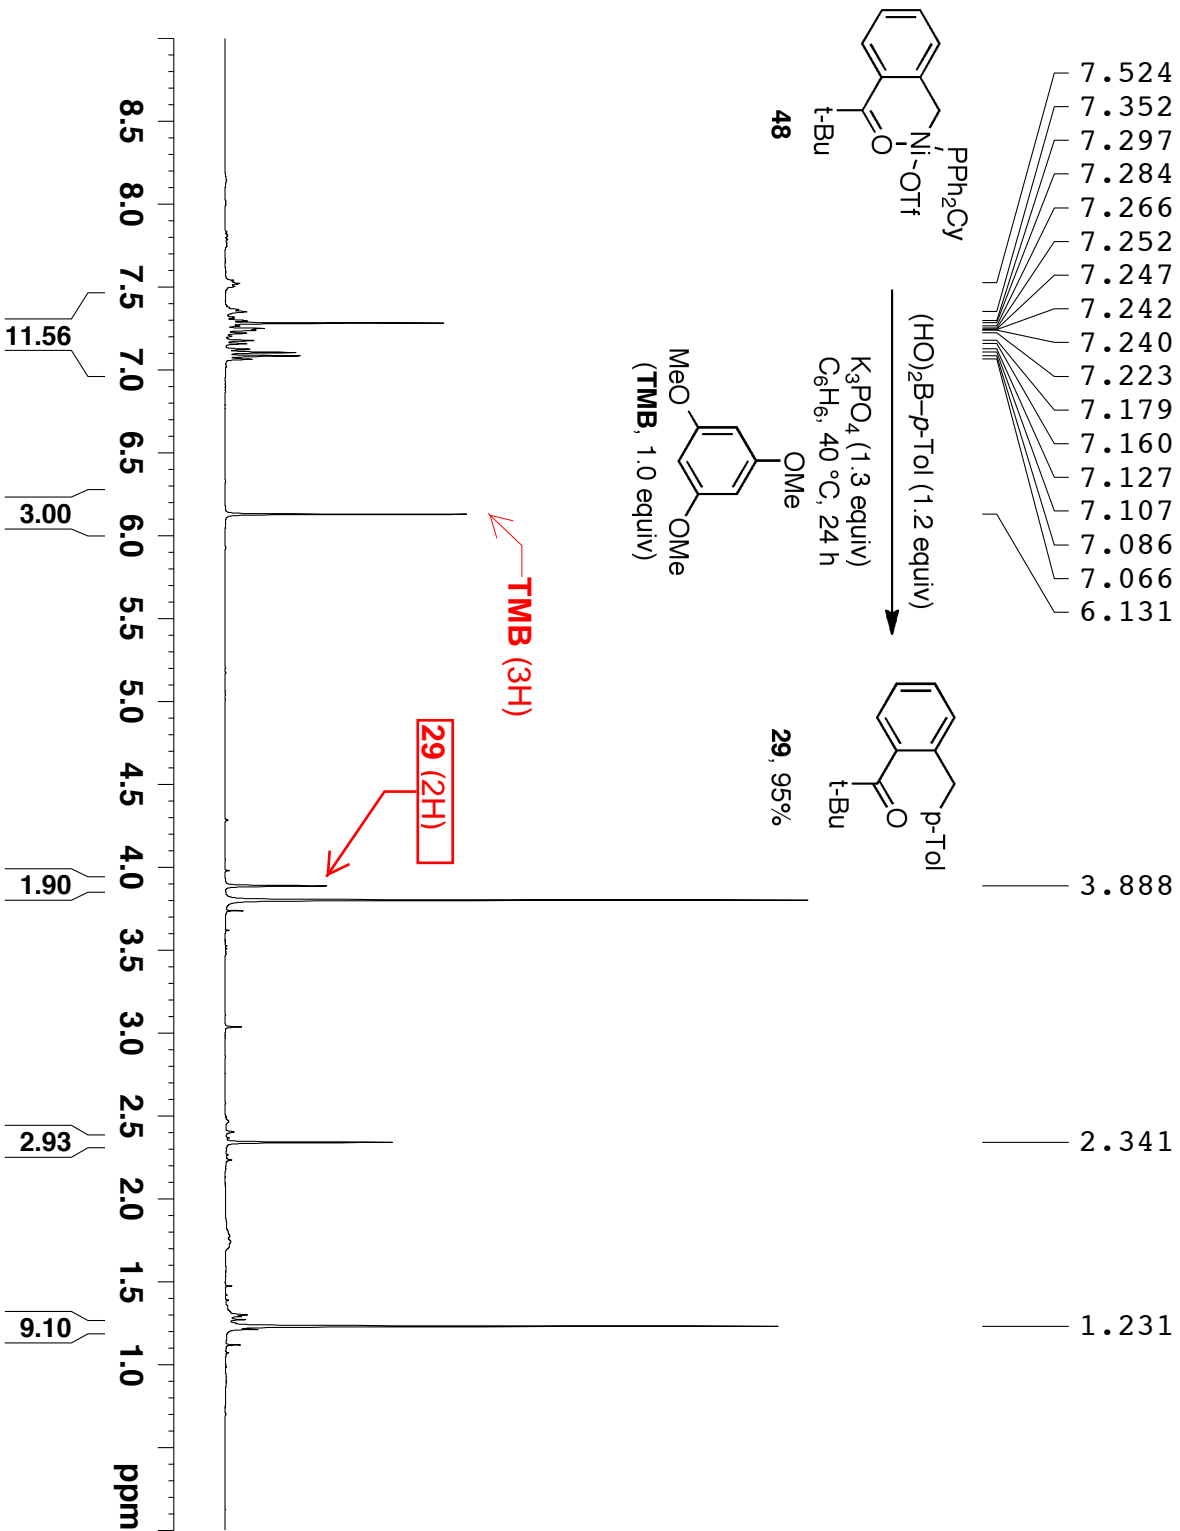 7.524
7.352
7.297
7.284
7.266
7.252
7.247
7.242
7.240
7.223
7.179
7.160
7.127
7.107
7.086
7.066
6.131
3.888
2.341
1.231
PPh₂Cy
Ni
OTf
O
t-Bu
48
(HO)₂B–p-Tol (1.2 equiv)
K₃PO₄ (1.3 equiv)
C₆H₆, 40 °C, 24 h
OMe
MeO
OMe
(TMB, 1.0 equiv)
p-Tol
O
t-Bu
29, 95%
TMB (3H)
29 (2H)
8.5
8.0
7.5
7.0
6.5
6.0
5.5
5.0
4.5
4.0
3.5
3.0
2.5
2.0
1.5
1.0
ppm
11.56
3.00
1.90
2.93
9.10